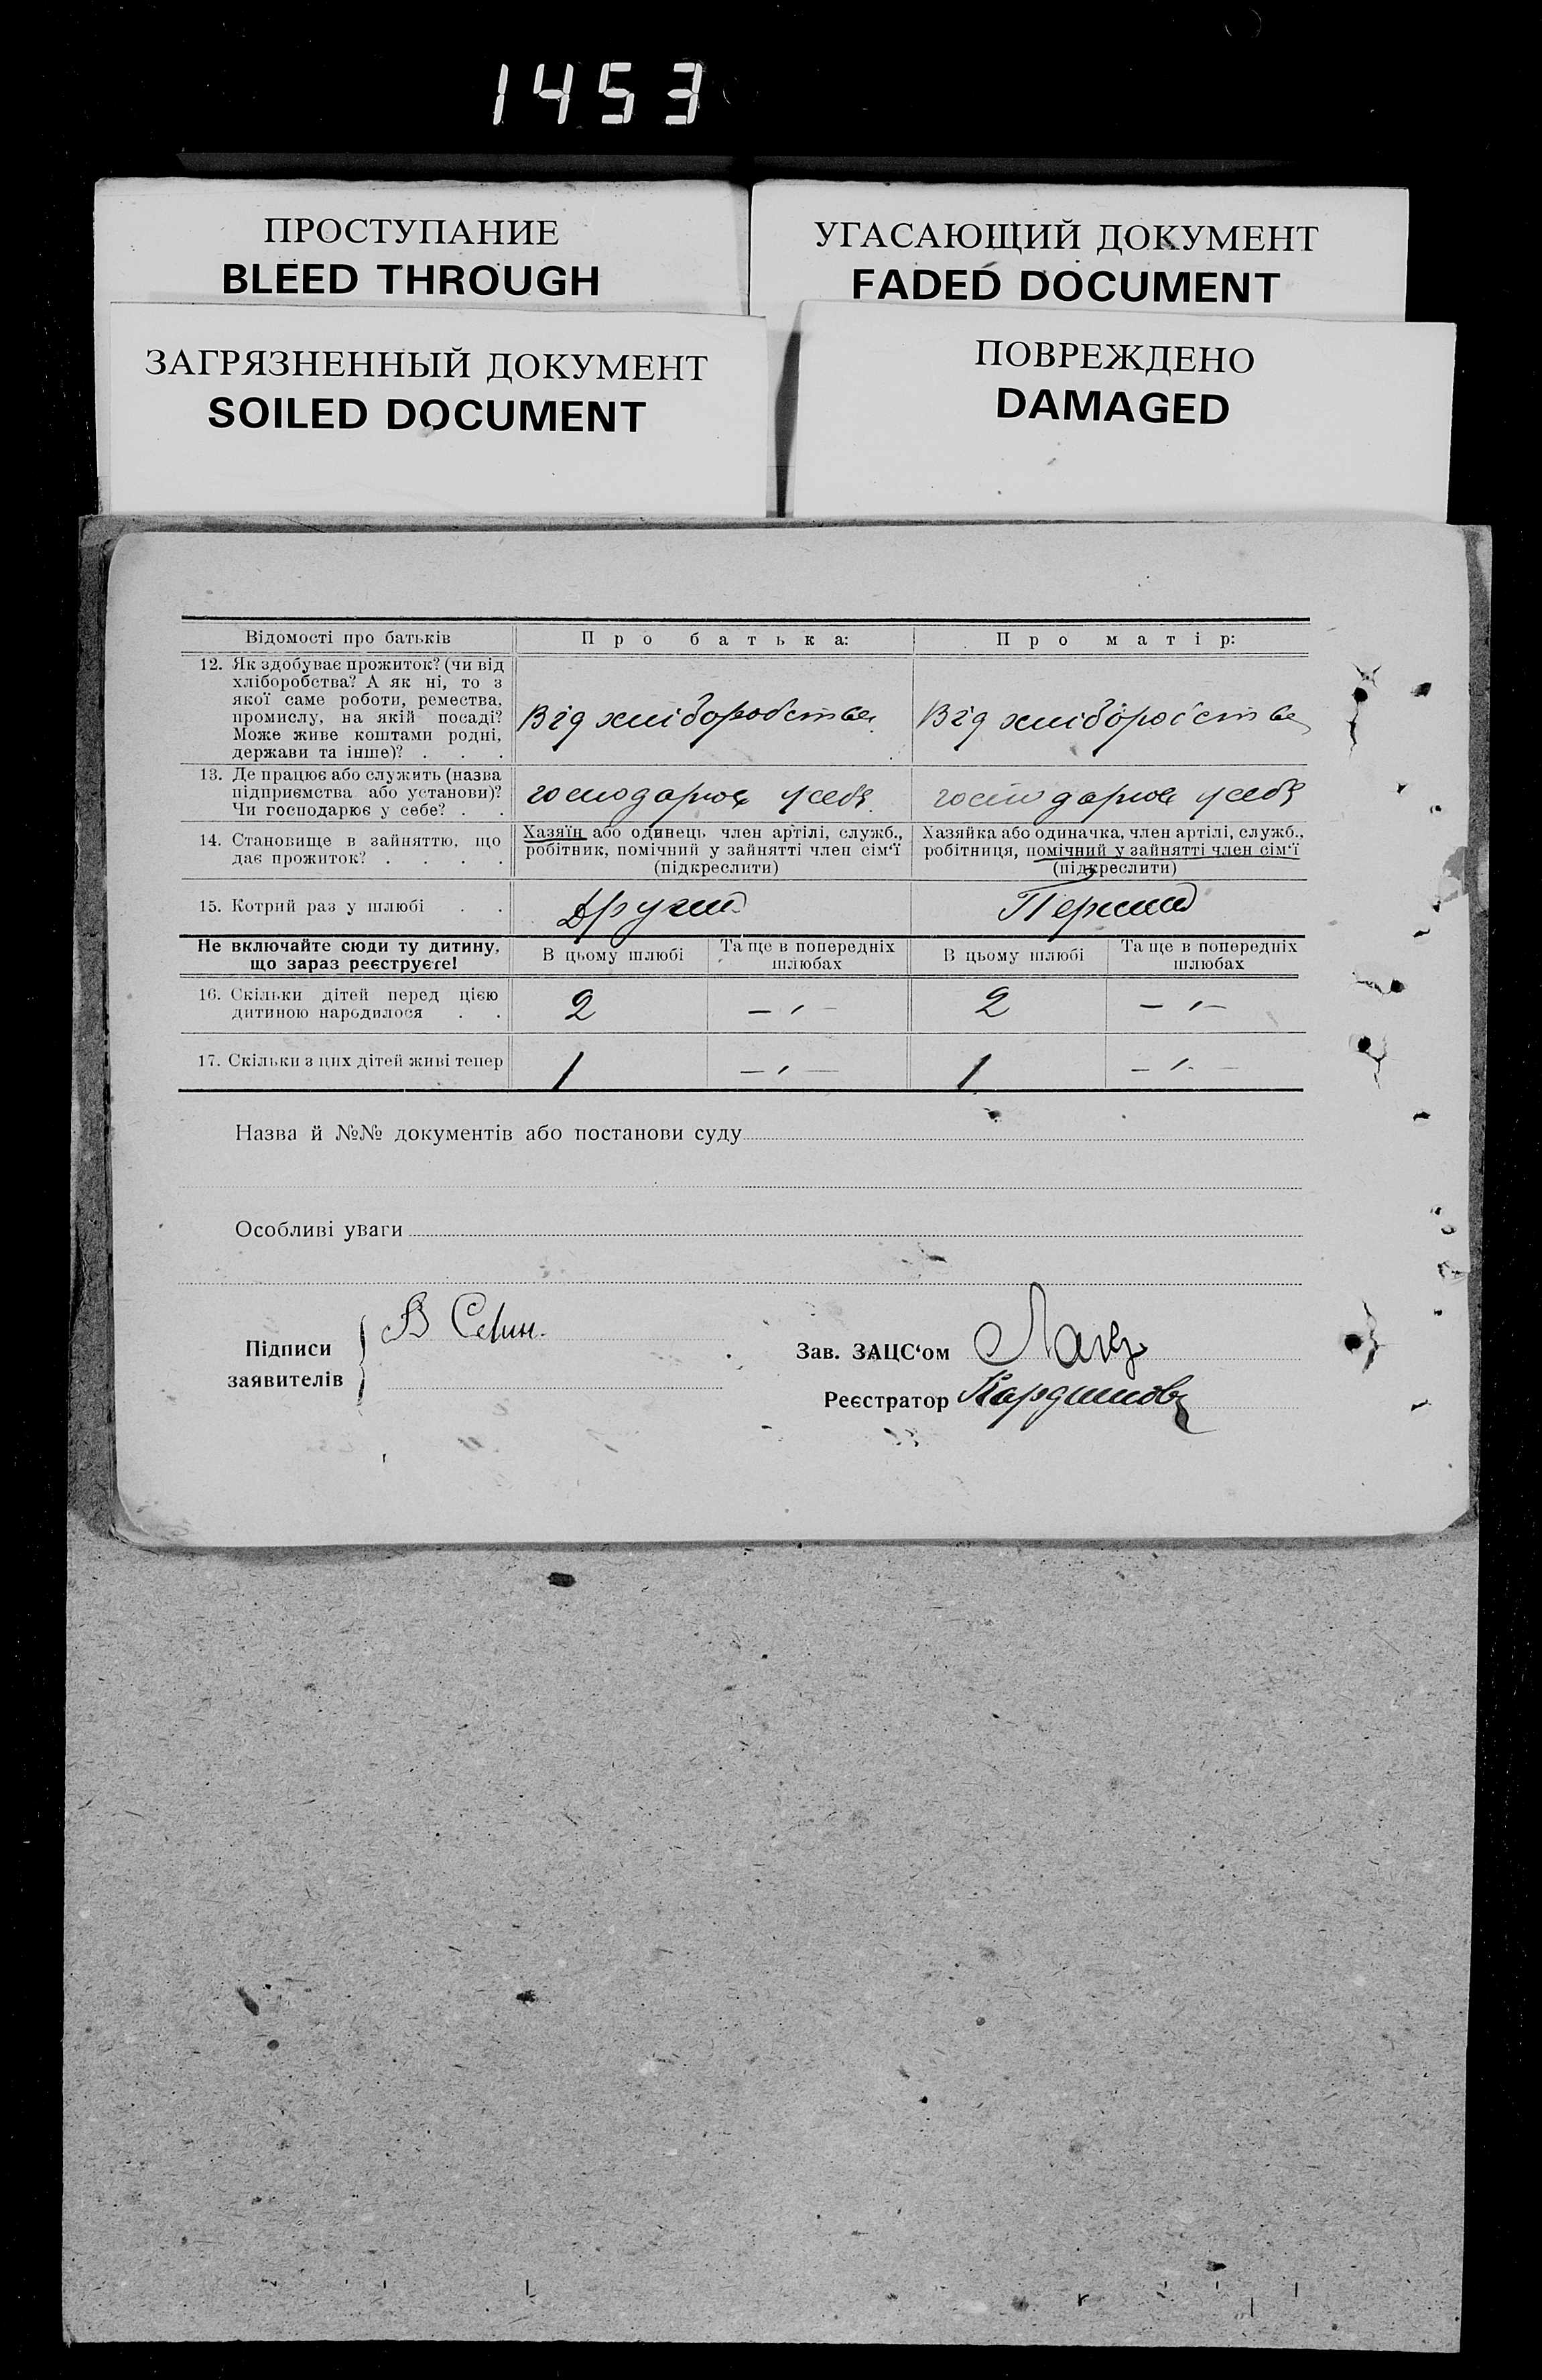 1453
ПРОСТУПАНИЕ
BLEED THROUGH
УГАСАЮЩИЙ ДОКУМЕНТ
FADED DOCUMENT
ЗАГРЯЗНЕННЫЙ ДОКУМЕНТ
SOILED DOCUMENT
ПОВРЕЖДЕНО
DAMAGED
Відомості про батьків
Про батька:
Про матір:
12. Як здобуває прожиток? (чи від
хліборобства? А як ні, то з
якої саме роботи, ремества,
промислу, на якій посаді?
Може живе коштами родні,
держави та інше)? . . .
Від хліборобства
Від хліборобства
13. Де працює або служить (назва
підприємства або установи)?
Чи господарює у себе? . .
господарює у себе
господарює у себе
14. Становище в зайняттю, що
дає прожиток? . . . .
Хазяїн або одинець член артілі, служб.,
робітник, помічний у зайнятті член сім'ї
(підкреслити)
Хазяйка або одиначка, член артілі, служб.,
робітниця, помічний у зайнятті член сім'ї
(підкреслити)
15. Котрий раз у шлюбі . .
Другий
Перший
Не включайте сюди ту дитину,
що зараз реєструєте!
В цьому шлюбі
Та ще в попередніх
шлюбах
В цьому шлюбі
Та ще в попередніх
шлюбах
16. Скільки дітей перед цією
дитиною народилося . .
2
— ׳ —
2
— ׳ —
17. Скільки з цих дітей живі тепер
1
— ׳ —
1
— ׳ —
Назва й №№ документів або постанови суду
Особливі уваги
Підписи
заявителів
В
Зав. ЗАЦС'ом
Реєстратор